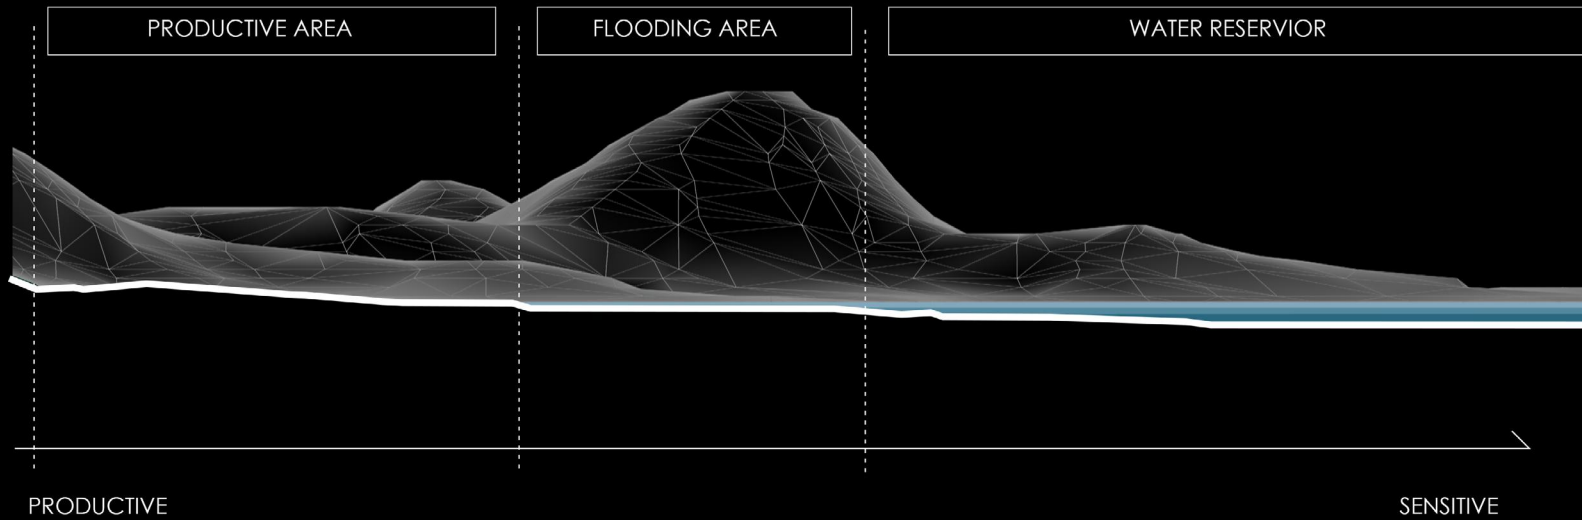 PRODUCTIVE AREA
FLOODING AREA
WATER RESERVIOR
PRODUCTIVE
SENSITIVE